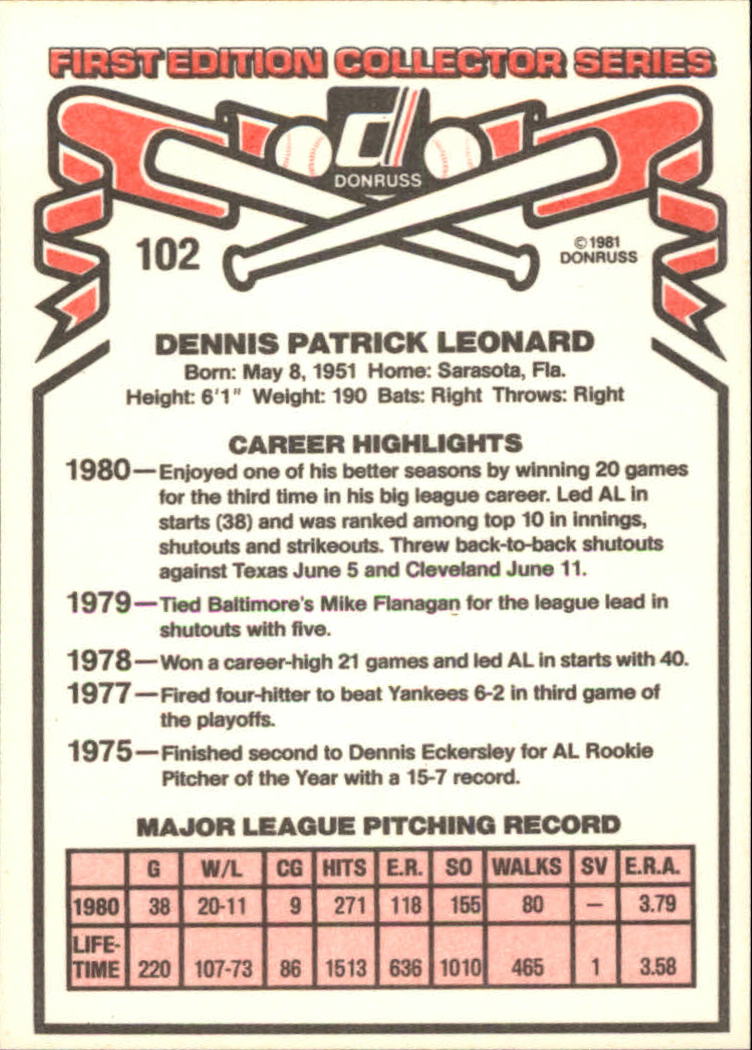 FIRST EDITION COLLECTOR SERIES
d
DONRUSS
102
©1981
DONRUSS
DENNIS PATRICK LEONARD
Born: May 8, 1951 Home: Sarasota, Fla.
Height: 6'1" Weight: 190 Bats: Right Throws: Right
CAREER HIGHLIGHTS
1980—Enjoyed one of his better seasons by winning 20 games
for the third time in his big league career. Led AL in
starts (38) and was ranked among top 10 in innings,
shutouts and strikeouts. Threw back-to-back shutouts
against Texas June 5 and Cleveland June 11.
1979—Tied Baltimore's Mike Flanagan for the league lead in
shutouts with five.
1978—Won a career-high 21 games and led AL in starts with 40.
1977—Fired four-hitter to beat Yankees 6-2 in third game of
the playoffs.
1975—Finished second to Dennis Eckersley for AL Rookie
Pitcher of the Year with a 15-7 record.
MAJOR LEAGUE PITCHING RECORD
G W/L CG HITS E.R. SO WALKS SV E.R.A.
1980 38 20-11 9 271 118 155 80 — 3.79
LIFE-
TIME 220 107-73 86 1513 636 1010 465 1 3.58